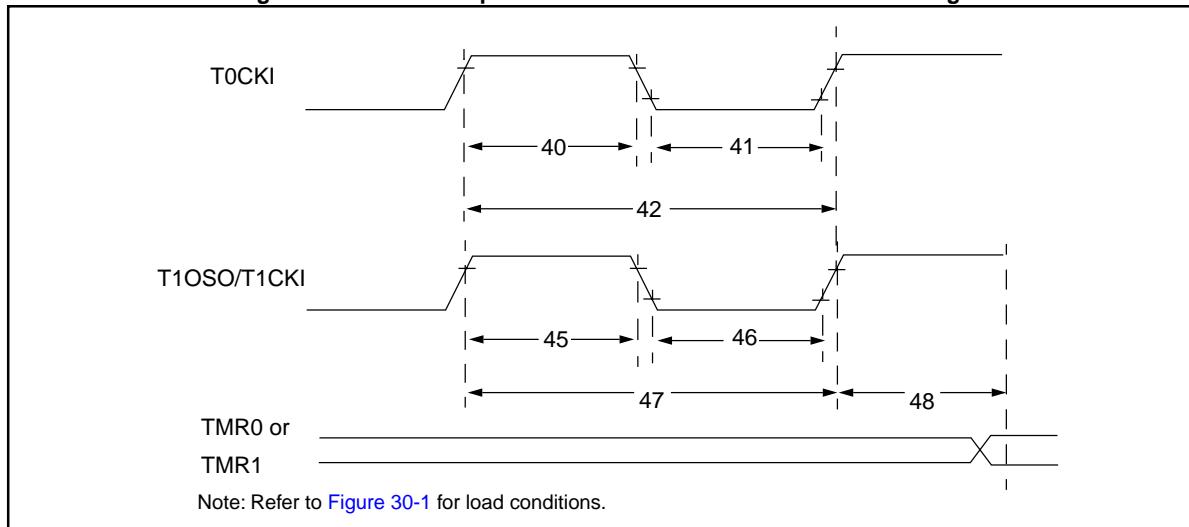 T0CKI
40
41
42
T1OSO/T1CKI
45
46
47
48
TMR0 or
TMR1
Note: Refer to Figure 30-1 for load conditions.